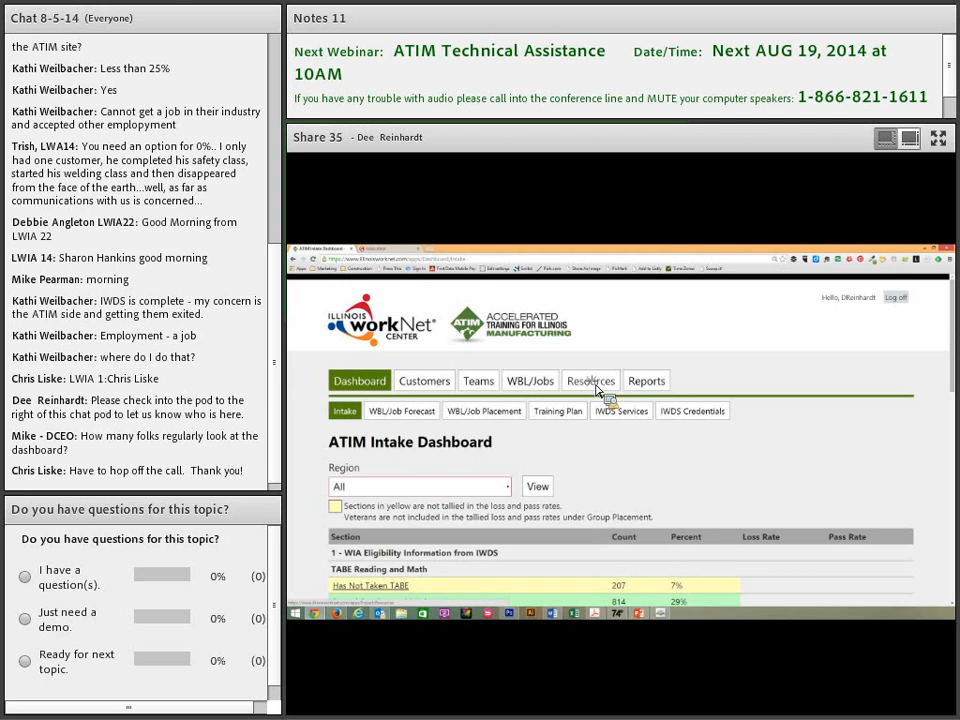 Chat 8-5-14 (Everyone)
the ATIM site?
Kathi Weilbacher: Less than 25%
Kathi Weilbacher: Yes
Kathi Weilbacher: Cannot get a job in their industry
and accepted other emplopyment
Trish, LWA14: You need an option for 0%.. I only
had one customer, he completed his safety class,
started his welding class and then disappeared
from the face of the earth...well, as far as
communications with us is concerned...
Debbie Angleton LWIA22: Good Morning from
LWIA 22
LWIA 14: Sharon Hankins good morning
Mike Pearman: morning
Kathi Weilbacher: IWDS is complete - my concern is
the ATIM side and getting them exited.
Kathi Weilbacher: Employment - a job
Kathi Weilbacher: where do I do that?
Chris Liske: LWIA 1:Chris Liske
Dee Reinhardt: Please check into the pod to the
right of this chat pod to let us know who is here.
Mike - DCEO: How many folks regularly look at the
dashboard?
Chris Liske: Have to hop off the call. Thank you!
Do you have questions for this topic?
Do you have questions for this topic?
I have a
question(s).
0% (0)
Just need a
demo.
0% (0)
Ready for next
topic.
0% (0)
Notes 11
Next Webinar: ATIM Technical Assistance Date/Time: Next AUG 19, 2014 at
10AM
If you have any trouble with audio please call into the conference line and MUTE your computer speakers: 1-866-821-1611
Share 35 - Dee Reinhardt
ATIM Intake Dashboard
Hello, DReinhardt Log off
ILLINOIS
workNet
CENTER
ATIM
ACCELERATED
TRAINING FOR ILLINOIS
MANUFACTURING
Dashboard Customers Teams WBL/Jobs Resources Reports
Intake WBL/Job Forecast WBL/Job Placement Training Plan IWDS Services IWDS Credentials
ATIM Intake Dashboard
Region
All View
Sections in yellow are not tallied in the loss and pass rates.
Veterans are not included in the tallied loss and pass rates under Group Placement.
Section Count Percent Loss Rate Pass Rate
1 - WIA Eligibility Information from IWDS
TABE Reading and Math
Has Not Taken TABE 207 7%
814 29%
74°